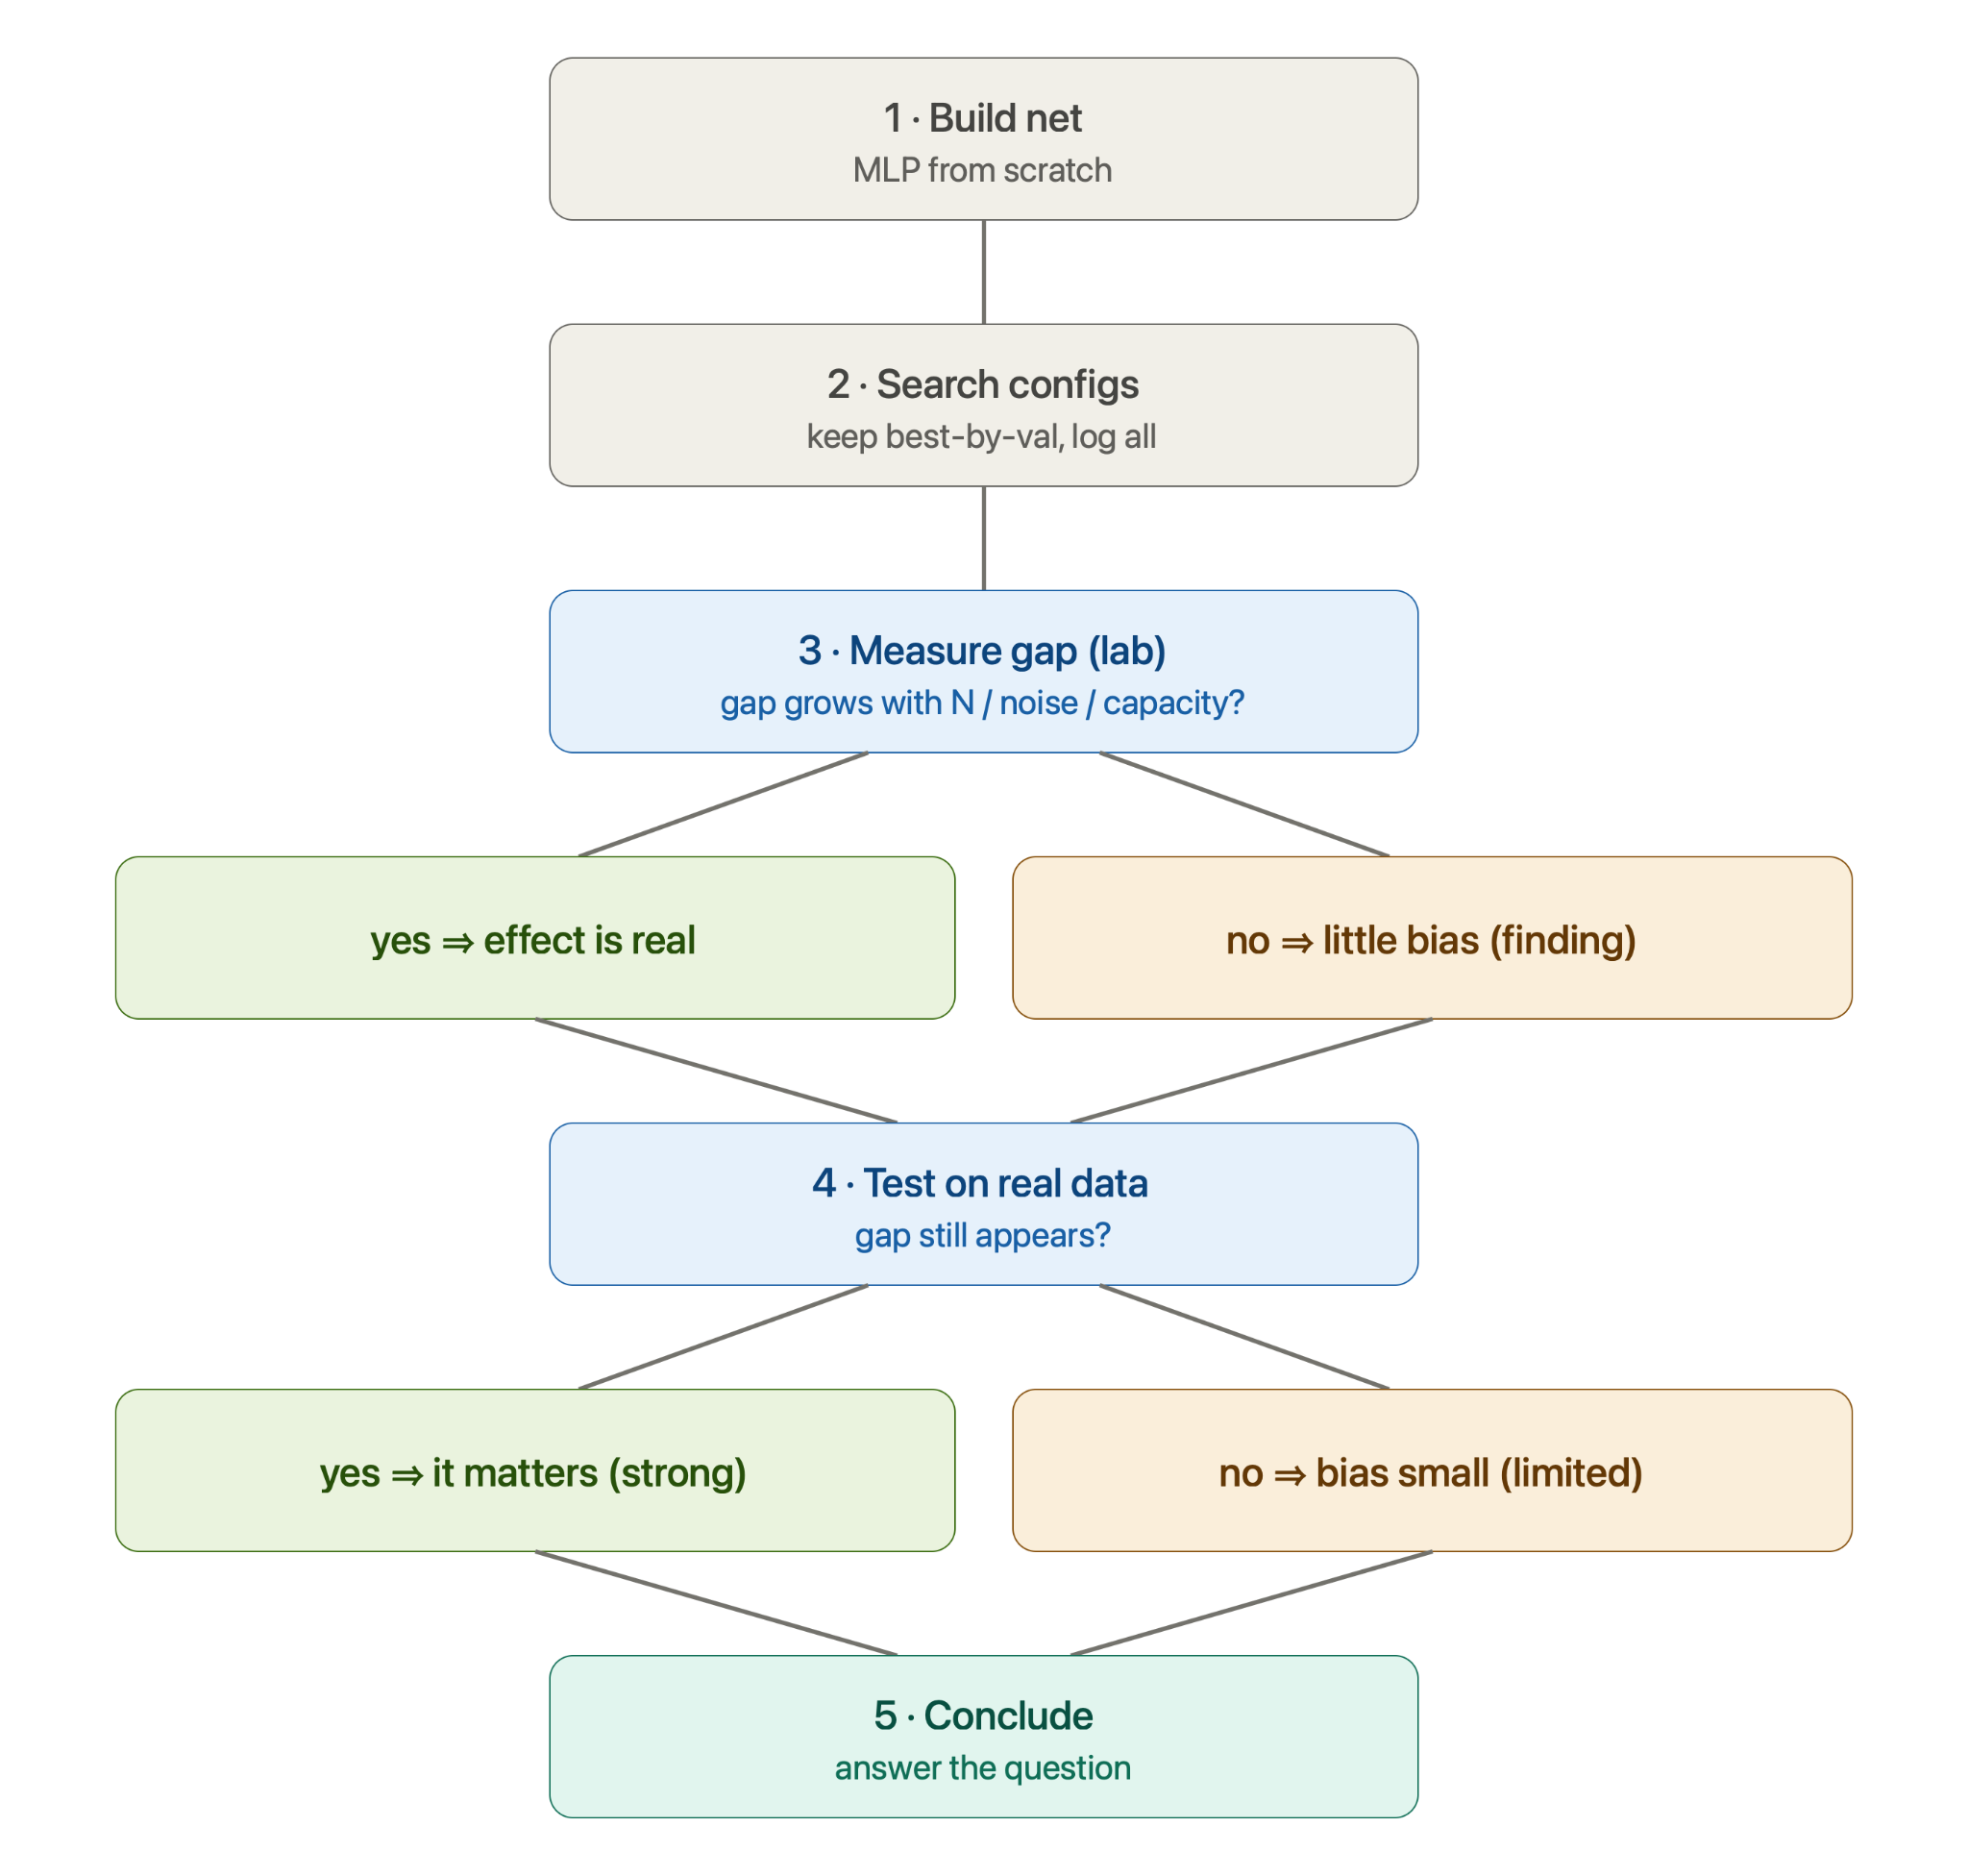 1 · Build net
MLP from scratch
2 · Search configs
keep best-by-val, log all
3 · Measure gap (lab)
gap grows with N / noise / capacity?
yes ⇒ effect is real
no ⇒ little bias (finding)
4 · Test on real data
gap still appears?
yes ⇒ it matters (strong)
no ⇒ bias small (limited)
5 · Conclude
answer the question